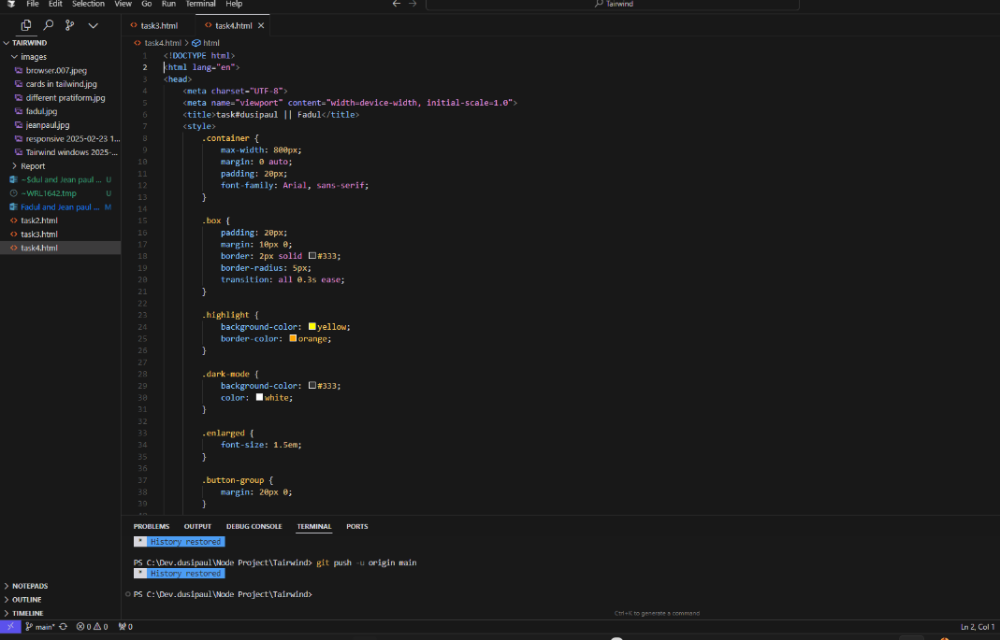 File Edit Selection View Go Run Terminal Help
Tairwind
task3.html
task4.html
task4.html > html
TAIRWIND
images
browser.007.jpeg
cards in tailwind.jpg
different pratiform.jpg
fadul.jpg
jeanpaul.jpg
responsive 2025-02-23 1...
Tairwind windows 2025-...
Report
~$dul and Jean paul ... U
~WRL1642.tmp U
Fadul and Jean paul ... M
task2.html
task3.html
task4.html
NOTEPADS
OUTLINE
TIMELINE
1 <!DOCTYPE html>
2 <html lang="en">
3 <head>
4 <meta charset="UTF-8">
5 <meta name="viewport" content="width=device-width, initial-scale=1.0">
6 <title>task#dusipaul || Fadul</title>
7 <style>
8 .container {
9 max-width: 800px;
10 margin: 0 auto;
11 padding: 20px;
12 font-family: Arial, sans-serif;
13 }
14
15 .box {
16 padding: 20px;
17 margin: 10px 0;
18 border: 2px solid #333;
19 border-radius: 5px;
20 transition: all 0.3s ease;
21 }
22
23 .highlight {
24 background-color: yellow;
25 border-color: orange;
26 }
27
28 .dark-mode {
29 background-color: #333;
30 color: white;
31 }
32
33 .enlarged {
34 font-size: 1.5em;
35 }
36
37 .button-group {
38 margin: 20px 0;
39 }
PROBLEMS OUTPUT DEBUG CONSOLE TERMINAL PORTS
* History restored
PS C:\Dev.dusipaul\Node Project\Tairwind> git push -u origin main
* History restored
PS C:\Dev.dusipaul\Node Project\Tairwind>
Ctrl+K to generate a command
main* 0 0 0
Ln 2, Col 1